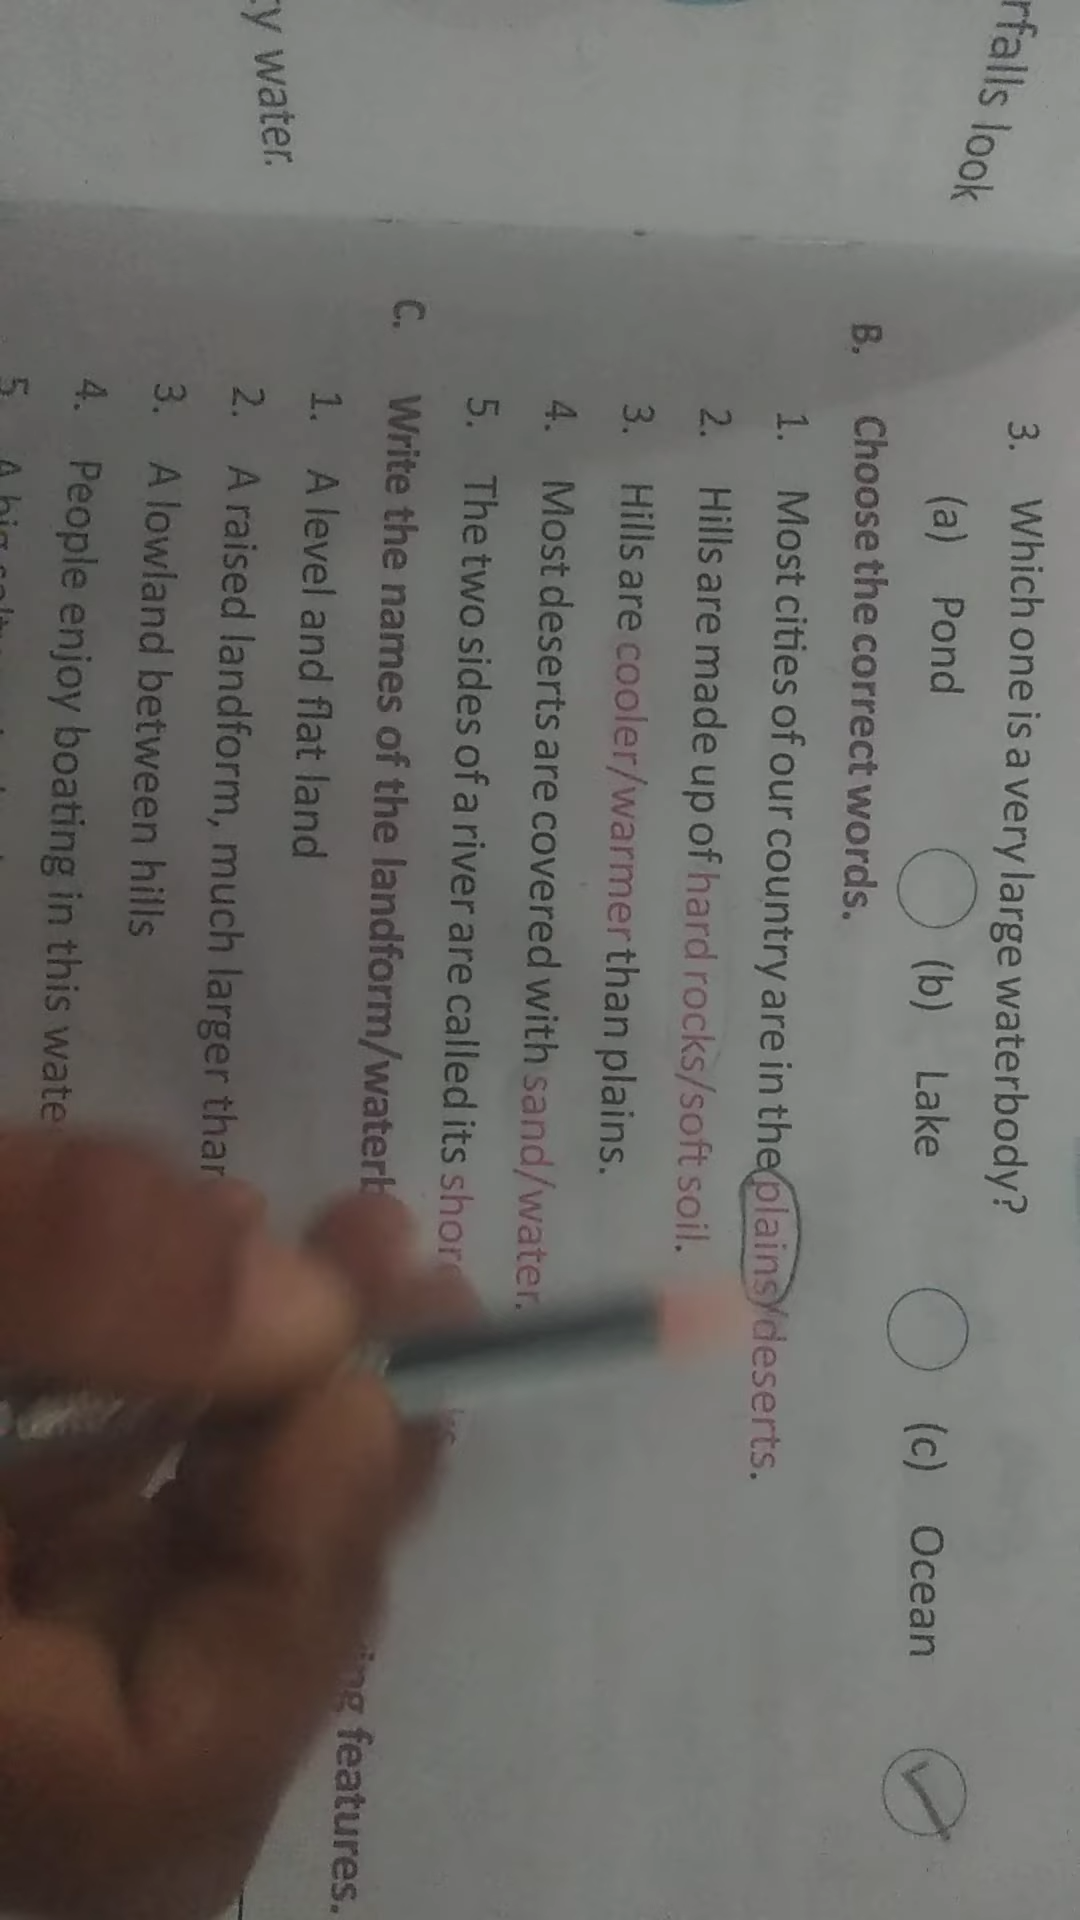 rfalls look
y water.
3. Which one is a very large waterbody?
(a) Pond (b) Lake (c) Ocean
B. Choose the correct words.
1. Most cities of our country are in the plains/deserts.
2. Hills are made up of hard rocks/soft soil.
3. Hills are cooler/warmer than plains.
4. Most deserts are covered with sand/water.
5. The two sides of a river are called its
C. Write the names of the landform/ features.
1. A level and flat land
2. A raised landform, much larger
3. A lowland between hills
4. People enjoy boating in this
5. A big